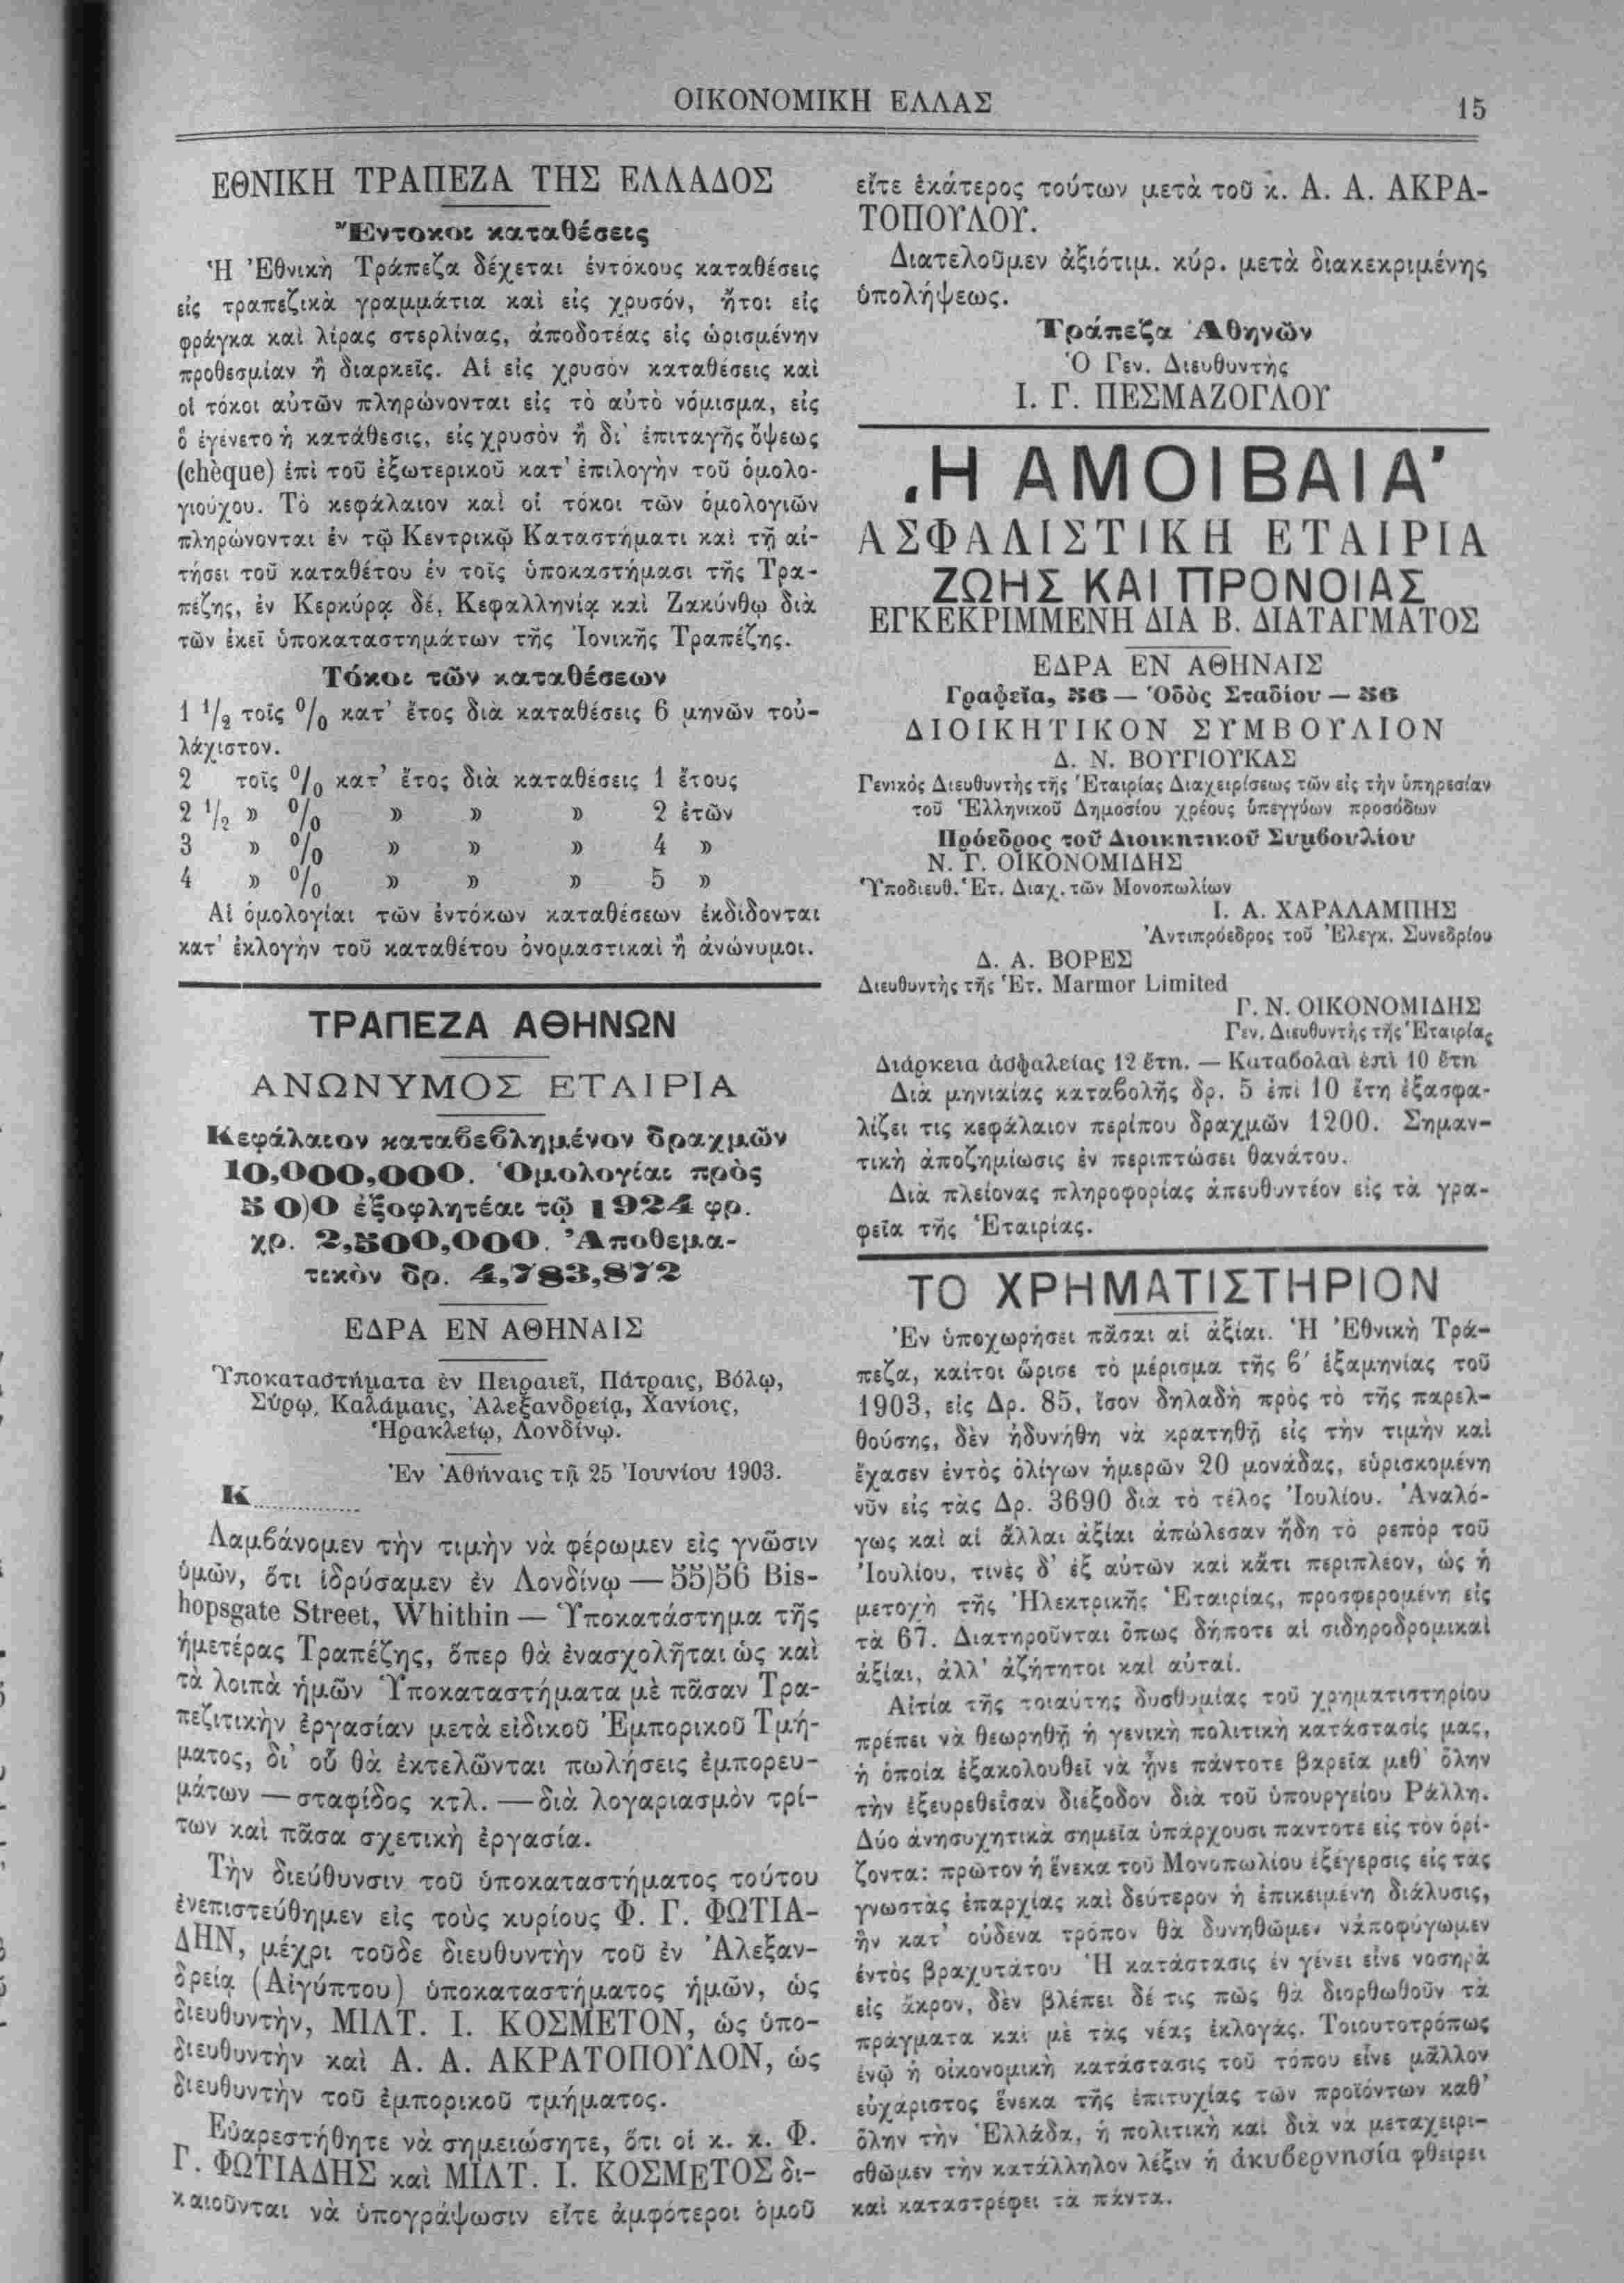 ΟΙΚΟΝΟΜΙΚΗ ΕΛΛΑΣ
15
ΕΘΝΙΚΗ ΤΡΑΠΕΖΑ ΤΗΣ ΕΛΛΑΔΟΣ
Ἔντοκοι καταθέσεις
Ἡ Ἐθνικὴ Τράπεζα δέχεται ἐντόκους καταθέσεις
εἰς τραπεζικὰ γραμμάτια καὶ εἰς χρυσόν, ἤτοι εἰς
φράγκα καὶ λίρας στερλίνας, ἀποδοτέας εἰς ὡρισμένην
προθεσμίαν ἢ διαρκεῖς. Αἱ εἰς χρυσὸν καταθέσεις καὶ
οἱ τόκοι αὐτῶν πληρώνονται εἰς τὸ αὐτὸ νόμισμα, εἰς
ὃ ἐγένετο ἡ κατάθεσις, εἰς χρυσὸν ἢ δι' ἐπιταγῆς ὄψεως
(chèque) ἐπὶ τοῦ ἐξωτερικοῦ κατ' ἐπιλογὴν τοῦ ὁμολο-
γιούχου. Τὸ κεφάλαιον καὶ οἱ τόκοι τῶν ὁμολογιῶν
πληρώνονται ἐν τῷ Κεντρικῷ Καταστήματι καὶ τῇ αἰ-
τήσει τοῦ καταθέτου ἐν τοῖς ὑποκαστήμασι τῆς Τρα-
πέζης, ἐν Κερκύρᾳ δέ, Κεφαλληνίᾳ καὶ Ζακύνθῳ διὰ
τῶν ἐκεῖ ὑποκαταστημάτων τῆς Ἰονικῆς Τραπέζης.
Τόκοι τῶν καταθέσεων
1 1/2 τοῖς 0/0 κατ' ἔτος διὰ καταθέσεις 6 μηνῶν τοὐ-
λάχιστον.
2 τοῖς 0/0 κατ' ἔτος διὰ καταθέσεις 1 ἔτους
2 1/2 » 0/0 » » » 2 ἐτῶν
3 » 0/0 » » » 4 »
4 » 0/0 » » » 5 »
Αἱ ὁμολογίαι τῶν ἐντόκων καταθέσεων ἐκδίδονται
κατ' ἐκλογὴν τοῦ καταθέτου ὀνομαστικαὶ ἢ ἀνώνυμοι.
ΤΡΑΠΕΖΑ ΑΘΗΝΩΝ
ΑΝΩΝΥΜΟΣ ΕΤΑΙΡΙΑ
Κεφάλαιον καταβεβλημένον δραχμῶν
10,000,000. Ὁμολογίαι πρὸς
5 0)0 ἐξοφλητέαι τῷ 1924 φρ.
χρ. 2,500,000. Ἀποθεμα-
τικὸν δρ. 4,783,872
ΕΔΡΑ ΕΝ ΑΘΗΝΑΙΣ
Ὑποκαταστήματα ἐν Πειραιεῖ, Πάτραις, Βόλῳ,
Σύρῳ, Καλάμαις, Ἀλεξανδρείᾳ, Χανίοις,
Ἡρακλείῳ, Λονδίνῳ.
Ἐν Ἀθήναις τῇ 25 Ἰουνίου 1903.
Κ..............
Λαμβάνομεν τὴν τιμὴν νὰ φέρωμεν εἰς γνῶσιν
ὑμῶν, ὅτι ἱδρύσαμεν ἐν Λονδίνῳ — 55)56 Bis-
hopsgate Street, Whithin — Ὑποκατάστημα τῆς
ἡμετέρας Τραπέζης, ὅπερ θὰ ἐνασχολῆται ὡς καὶ
τὰ λοιπὰ ἡμῶν Ὑποκαταστήματα μὲ πᾶσαν Τρα-
πεζιτικὴν ἐργασίαν μετὰ εἰδικοῦ Ἐμπορικοῦ Τμή-
ματος, δι' οὗ θὰ ἐκτελῶνται πωλήσεις ἐμπορευ-
μάτων — σταφίδος κτλ. — διὰ λογαριασμὸν τρί-
των καὶ πᾶσα σχετικὴ ἐργασία.
Τὴν διεύθυνσιν τοῦ ὑποκαταστήματος τούτου
ἐνεπιστεύθημεν εἰς τοὺς κυρίους Φ. Γ. ΦΩΤΙΑ-
ΔΗΝ, μέχρι τοῦδε διευθυντὴν τοῦ ἐν Ἀλεξαν-
δρείᾳ (Αἰγύπτου) ὑποκαταστήματος ἡμῶν, ὡς
διευθυντὴν, ΜΙΛΤ. Ι. ΚΟΣΜΕΤΟΝ, ὡς ὑπο-
διευθυντὴν καὶ Α. Α. ΑΚΡΑΤΟΠΟΥΛΟΝ, ὡς
διευθυντὴν τοῦ ἐμπορικοῦ τμήματος.
Εὐαρεστήθητε νὰ σημειώσητε, ὅτι οἱ κ. κ. Φ.
Γ. ΦΩΤΙΑΔΗΣ καὶ ΜΙΛΤ. Ι. ΚΟΣΜΕΤΟΣ δι-
καιοῦνται νὰ ὑπογράψωσιν εἴτε ἀμφότεροι ὁμοῦ
εἴτε ἑκάτερος τούτων μετὰ τοῦ κ. Α. Α. ΑΚΡΑ-
ΤΟΠΟΥΛΟΥ.
Διατελοῦμεν ἀξιότιμ. κύρ. μετὰ διακεκριμένης
ὑπολήψεως.
Τράπεζα Ἀθηνῶν
Ὁ Γεν. Διευθυντὴς
Ι. Γ. ΠΕΣΜΑΖΟΓΛΟΥ
‚Η ΑΜΟΙΒΑΙΑ'
ΑΣΦΑΛΙΣΤΙΚΗ ΕΤΑΙΡΙΑ
ΖΩΗΣ ΚΑΙ ΠΡΟΝΟΙΑΣ
ΕΓΚΕΚΡΙΜΜΕΝΗ ΔΙΑ Β. ΔΙΑΤΑΓΜΑΤΟΣ
ΕΔΡΑ ΕΝ ΑΘΗΝΑΙΣ
Γραφεῖα, 56 — Ὁδὸς Σταδίου — 56
ΔΙΟΙΚΗΤΙΚΟΝ ΣΥΜΒΟΥΛΙΟΝ
Δ. Ν. ΒΟΥΓΙΟΥΚΑΣ
Γενικὸς Διευθυντὴς τῆς Ἑταιρίας Διαχειρίσεως τῶν εἰς τὴν ὑπηρεσίαν
τοῦ Ἑλληνικοῦ Δημοσίου χρέους ὑπεγγύων προσόδων
Πρόεδρος τοῦ Διοικητικοῦ Συμβουλίου
Ν. Γ. ΟΙΚΟΝΟΜΙΔΗΣ
Ὑποδιευθ. Ἑτ. Διαχ. τῶν Μονοπωλίων
Ι. Α. ΧΑΡΑΛΑΜΠΗΣ
Ἀντιπρόεδρος τοῦ Ἐλεγκ. Συνεδρίου
Δ. Α. ΒΟΡΕΣ
Διευθυντὴς τῆς Ἑτ. Marmor Limited
Γ. Ν. ΟΙΚΟΝΟΜΙΔΗΣ
Γεν. Διευθυντὴς τῆς Ἑταιρίας
Διάρκεια ἀσφαλείας 12 ἔτη. — Καταβολαὶ ἐπὶ 10 ἔτη
Διὰ μηνιαίας καταβολῆς δρ. 5 ἐπὶ 10 ἔτη ἐξασφα-
λίζει τις κεφάλαιον περίπου δραχμῶν 1200. Σημαν-
τικὴ ἀποζημίωσις ἐν περιπτώσει θανάτου.
Διὰ πλείονας πληροφορίας ἀπευθυντέον εἰς τὰ γρα-
φεῖα τῆς Ἑταιρίας.
ΤΟ ΧΡΗΜΑΤΙΣΤΗΡΙΟΝ
Ἐν ὑποχωρήσει πᾶσαι αἱ ἀξίαι. Ἡ Ἐθνικὴ Τρά-
πεζα, καίτοι ὥρισε τὸ μέρισμα τῆς β' ἑξαμηνίας τοῦ
1903, εἰς Δρ. 85, ἴσον δηλαδὴ πρὸς τὸ τῆς παρελ-
θούσης, δὲν ἠδυνήθη νὰ κρατηθῇ εἰς τὴν τιμὴν καὶ
ἔχασεν ἐντὸς ὀλίγων ἡμερῶν 20 μονάδας, εὑρισκομένη
νῦν εἰς τὰς Δρ. 3690 διὰ τὸ τέλος Ἰουλίου. Ἀναλό-
γως καὶ αἱ ἄλλαι ἀξίαι ἀπώλεσαν ἤδη τὸ ρεπὸρ τοῦ
Ἰουλίου, τινὲς δ' ἐξ αὐτῶν καὶ κἄτι περιπλέον, ὡς ἡ
μετοχὴ τῆς Ἠλεκτρικῆς Ἑταιρίας, προσφερομένη εἰς
τὰ 67. Διατηροῦνται ὅπως δήποτε αἱ σιδηροδρομικαὶ
ἀξίαι, ἀλλ' ἀζήτητοι καὶ αὐταί.
Αἰτία τῆς τοιαύτης δυσθυμίας τοῦ χρηματιστηρίου
πρέπει νὰ θεωρηθῇ ἡ γενικὴ πολιτικὴ κατάστασίς μας,
ἡ ὁποία ἐξακολουθεῖ νὰ ᾖνε πάντοτε βαρεῖα μεθ' ὅλην
τὴν ἐξευρεθεῖσαν διέξοδον διὰ τοῦ ὑπουργείου Ράλλη.
Δύο ἀνησυχητικὰ σημεῖα ὑπάρχουσι παντοτε εἰς τὸν ὁρί-
ζοντα: πρῶτον ἡ ἕνεκα τοῦ Μονοπωλίου ἐξέγερσις εἰς τὰς
γνωστὰς ἐπαρχίας καὶ δεύτερον ἡ ἐπικειμένη διάλυσις,
ἣν κατ' οὐδενα τρόπον θὰ δυνηθῶμεν νἀποφύγωμεν
ἐντὸς βραχυτάτου Ἡ κατάστασις ἐν γένει εἶνε νοσηρὰ
εἰς ἄκρον, δὲν βλέπει δέ τις πῶς θὰ διορθωθοῦν τὰ
πράγματα καὶ μὲ τὰς νέας ἐκλογάς. Τοιουτοτρόπως
ἐνῷ ἡ οἰκονομικὴ κατάστασις τοῦ τόπου εἶνε μᾶλλον
εὐχάριστος ἕνεκα τῆς ἐπιτυχίας τῶν προϊόντων καθ'
ὅλην τὴν Ἑλλάδα, ἡ πολιτικὴ καὶ διὰ να μεταχειρι-
σθῶμεν τὴν κατάλληλον λέξιν ἡ ἀκυβερνησία φθείρει
καὶ καταστρέφει τὰ πάντα.